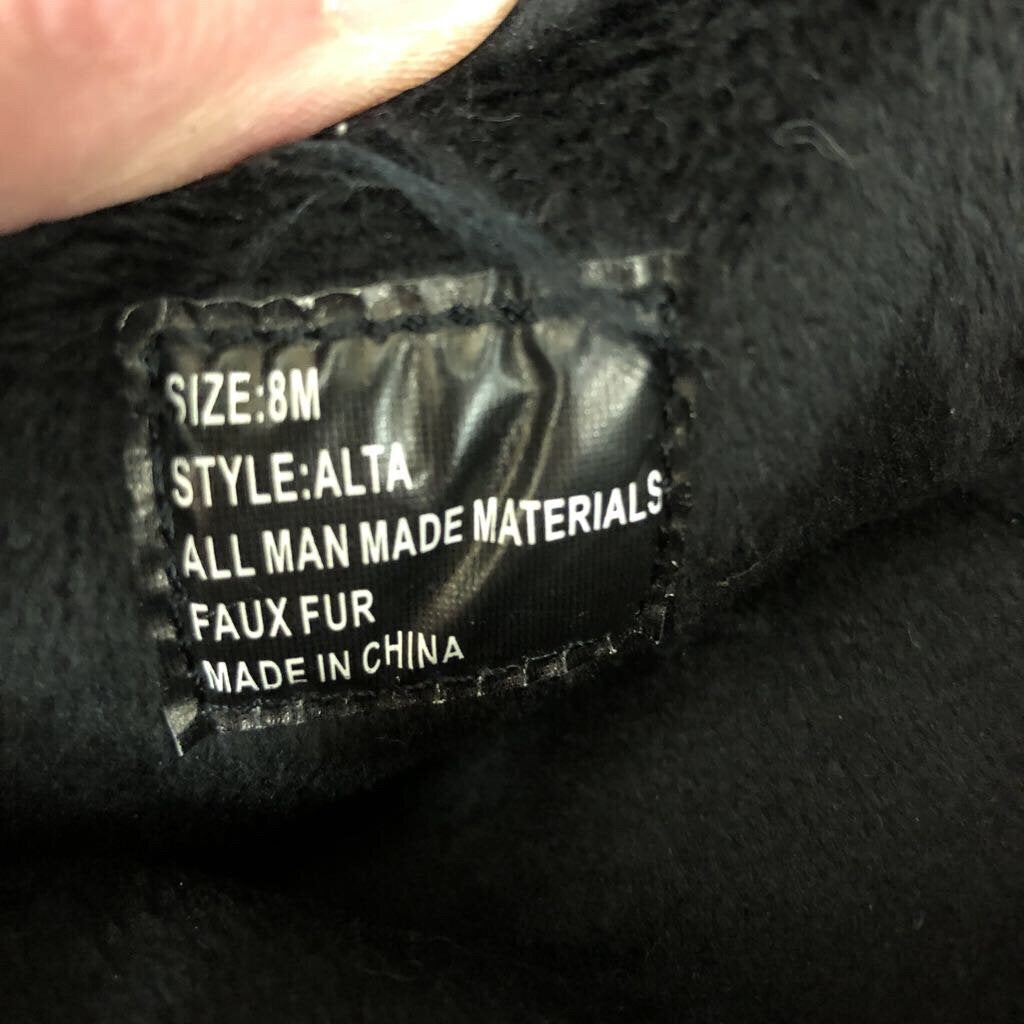 SIZE:8M
STYLE:ALTA
ALL MAN MADE MATERIALS
FAUX FUR
MADE IN CHINA